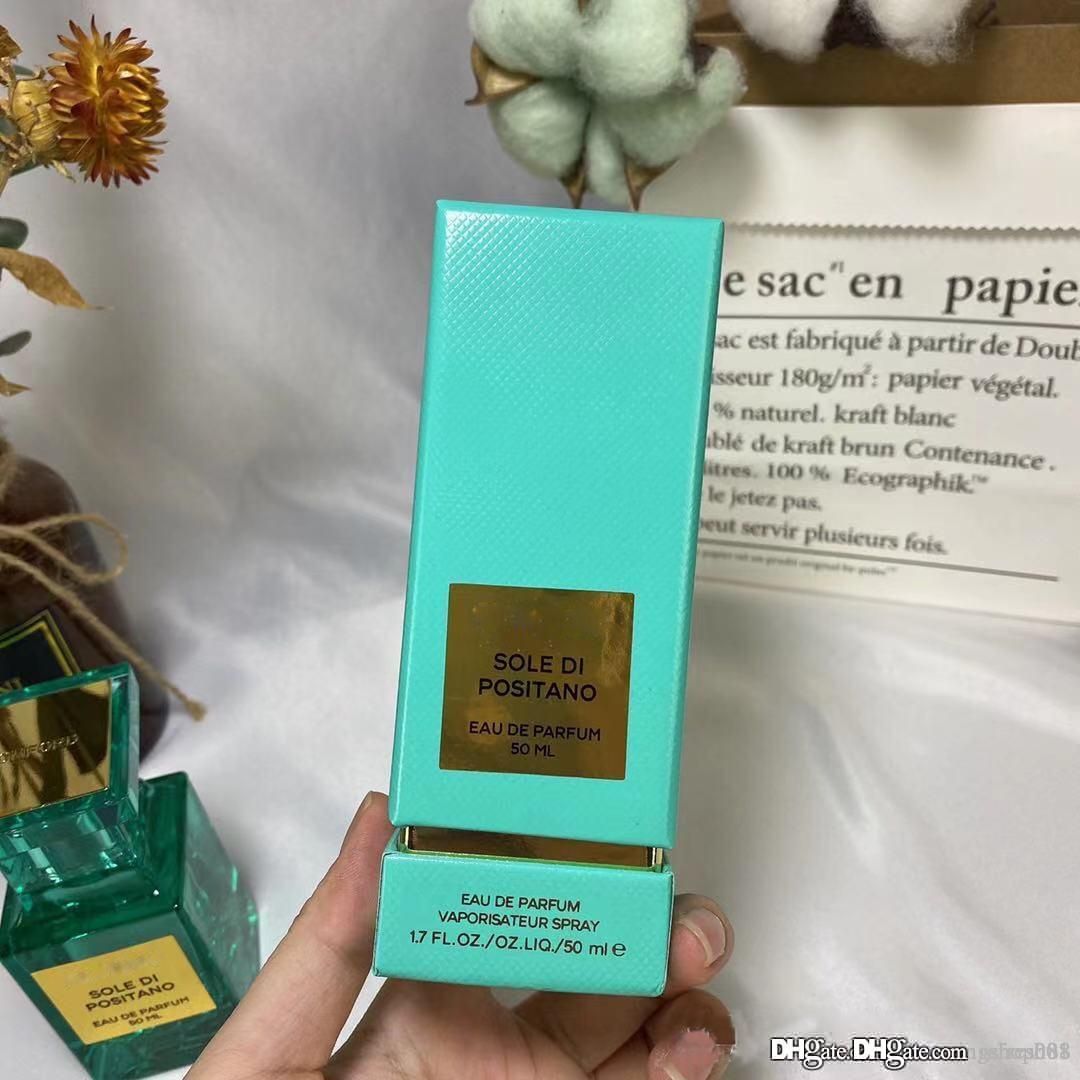 e sac"en papie
ac est fabriqué à partir de Doub
isseur 180g/m²: papier végétal.
% naturel. kraft blanc
blé de kraft brun Contenance.
litres. 100 % Ecographik.™
le jetez pas.
peut servir plusieurs fois.
SOLE DI
POSITANO
EAU DE PARFUM
50 ML
EAU DE PARFUM
VAPORISATEUR SPRAY
1.7 FL.OZ./OZ.LIQ./50 ml e
SOLE DI
POSITANO
EAU DE PARFUM
50 ML
DHgate.com